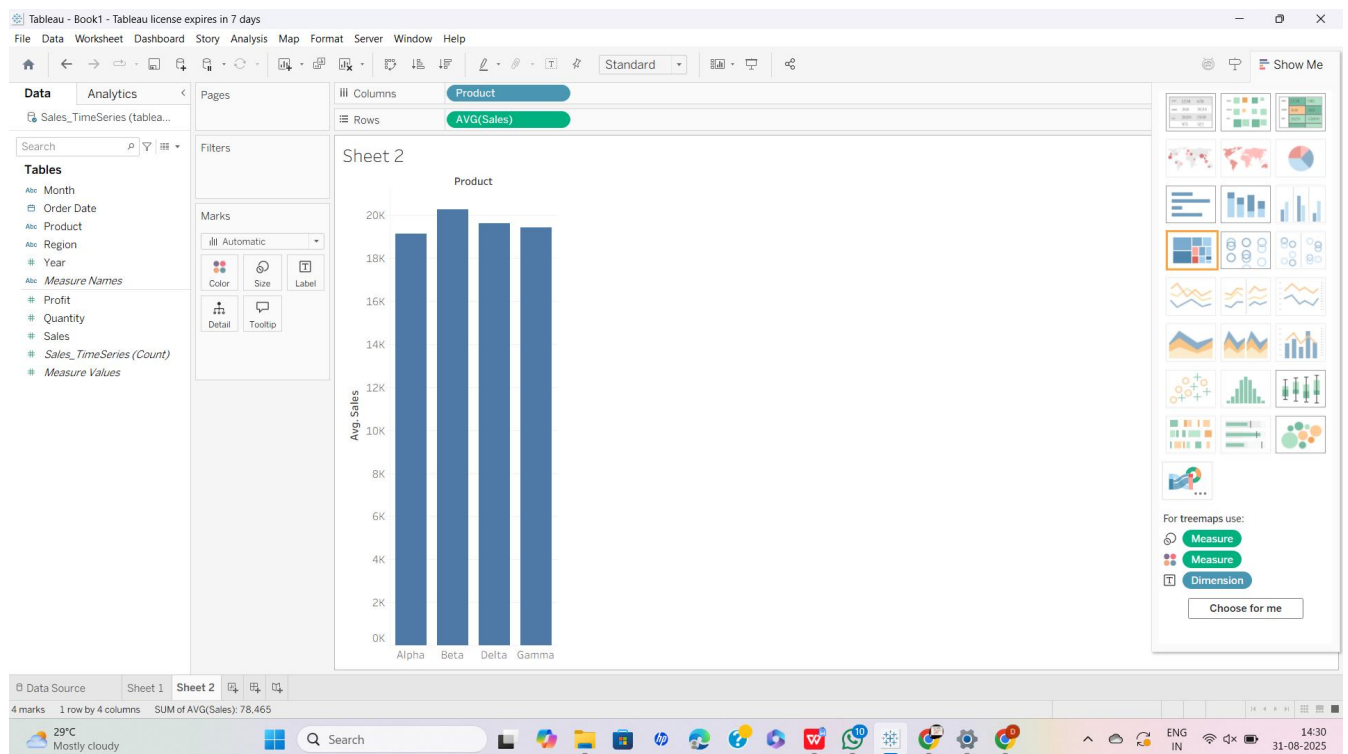 Tableau - Book1 - Tableau license expires in 7 days
File Data Worksheet Dashboard Story Analysis Map Format Server Window Help
Standard
Show Me
Data Analytics
Sales_TimeSeries (tablea...
Search
Tables
Abc Month
Order Date
Abc Product
Abc Region
# Year
Abc Measure Names
# Profit
# Quantity
# Sales
# Sales_TimeSeries (Count)
# Measure Values
Pages
Filters
Marks
Automatic
Color Size Label
Detail Tooltip
Columns Product
Rows AVG(Sales)
Sheet 2
Product
Avg. Sales
20K
18K
16K
14K
12K
10K
8K
6K
4K
2K
0K
Alpha Beta Delta Gamma
For treemaps use:
Measure
Measure
T Dimension
Choose for me
Data Source Sheet 1 Sheet 2
4 marks 1 row by 4 columns SUM of AVG(Sales): 78,465
29°C
Mostly cloudy
Search
hp
W
10
ENG
IN
14:30
31-08-2025